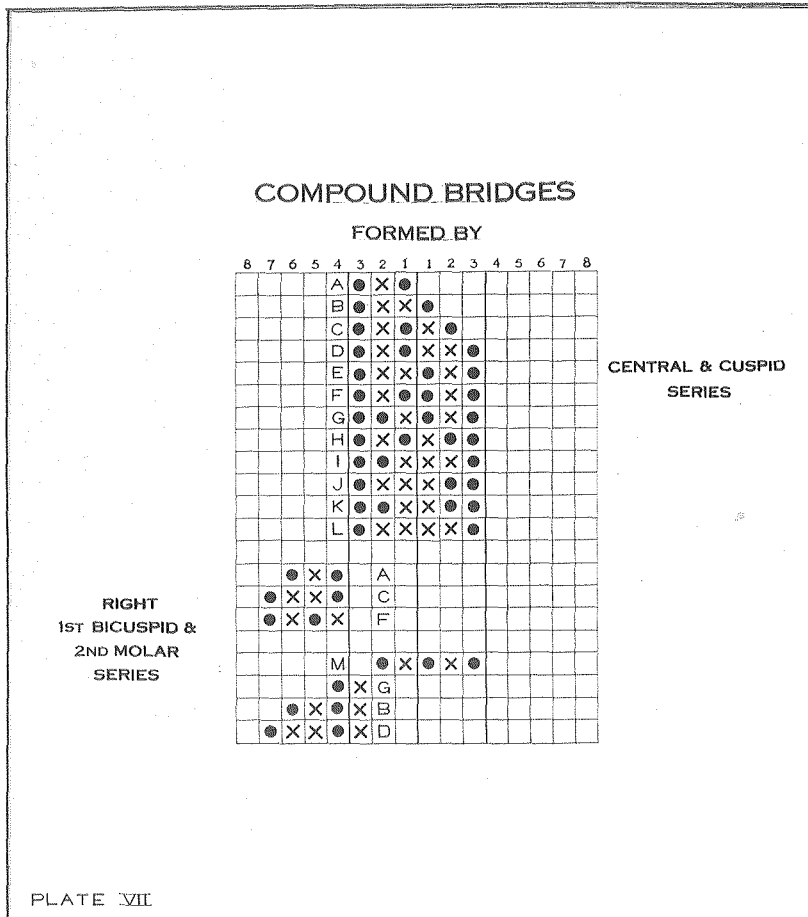 COMPOUND BRIDGES
FORMED BY
8 7 6 5 4 3 2 1 1 2 3 4 5 6 7 8
A ● X ●
B ● X X ●
C ● X ● X ●
D ● X ● X X ●
E ● X X ● X ●
F ● X ● ● X ●
G ● ● X ● X ●
H ● X ● X ● ●
I ● ● X X X ●
J ● X X X ● ●
K ● ● X X ● ●
L ● X X X X ●
CENTRAL & CUSPID
SERIES
● X ● A
● X X ● C
● X ● X F
M ● X ● X ●
● X G
● X ● X B
● X X ● X D
RIGHT
1ST BICUSPID &
2ND MOLAR
SERIES
PLATE VII